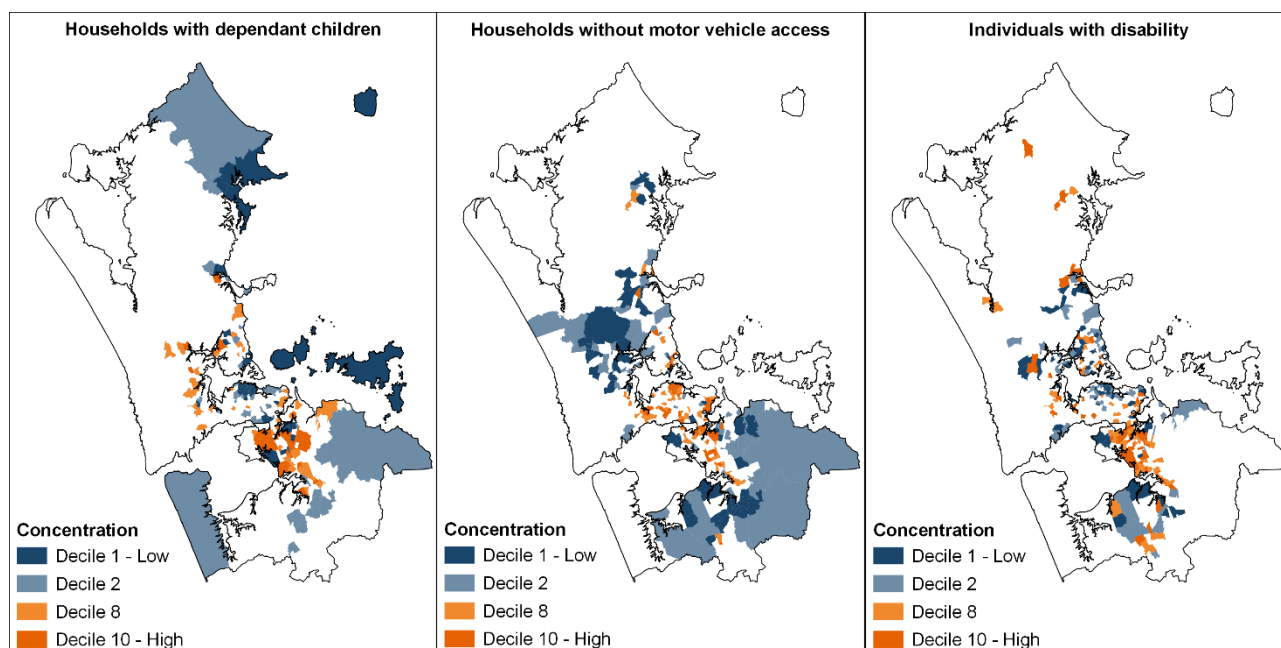 Households with dependant children
Concentration
Decile 1 - Low
Decile 2
Decile 8
Decile 10 - High
Households without motor vehicle access
Concentration
Decile 1 - Low
Decile 2
Decile 8
Decile 10 - High
Individuals with disability
Concentration
Decile 1 - Low
Decile 2
Decile 8
Decile 10 - High